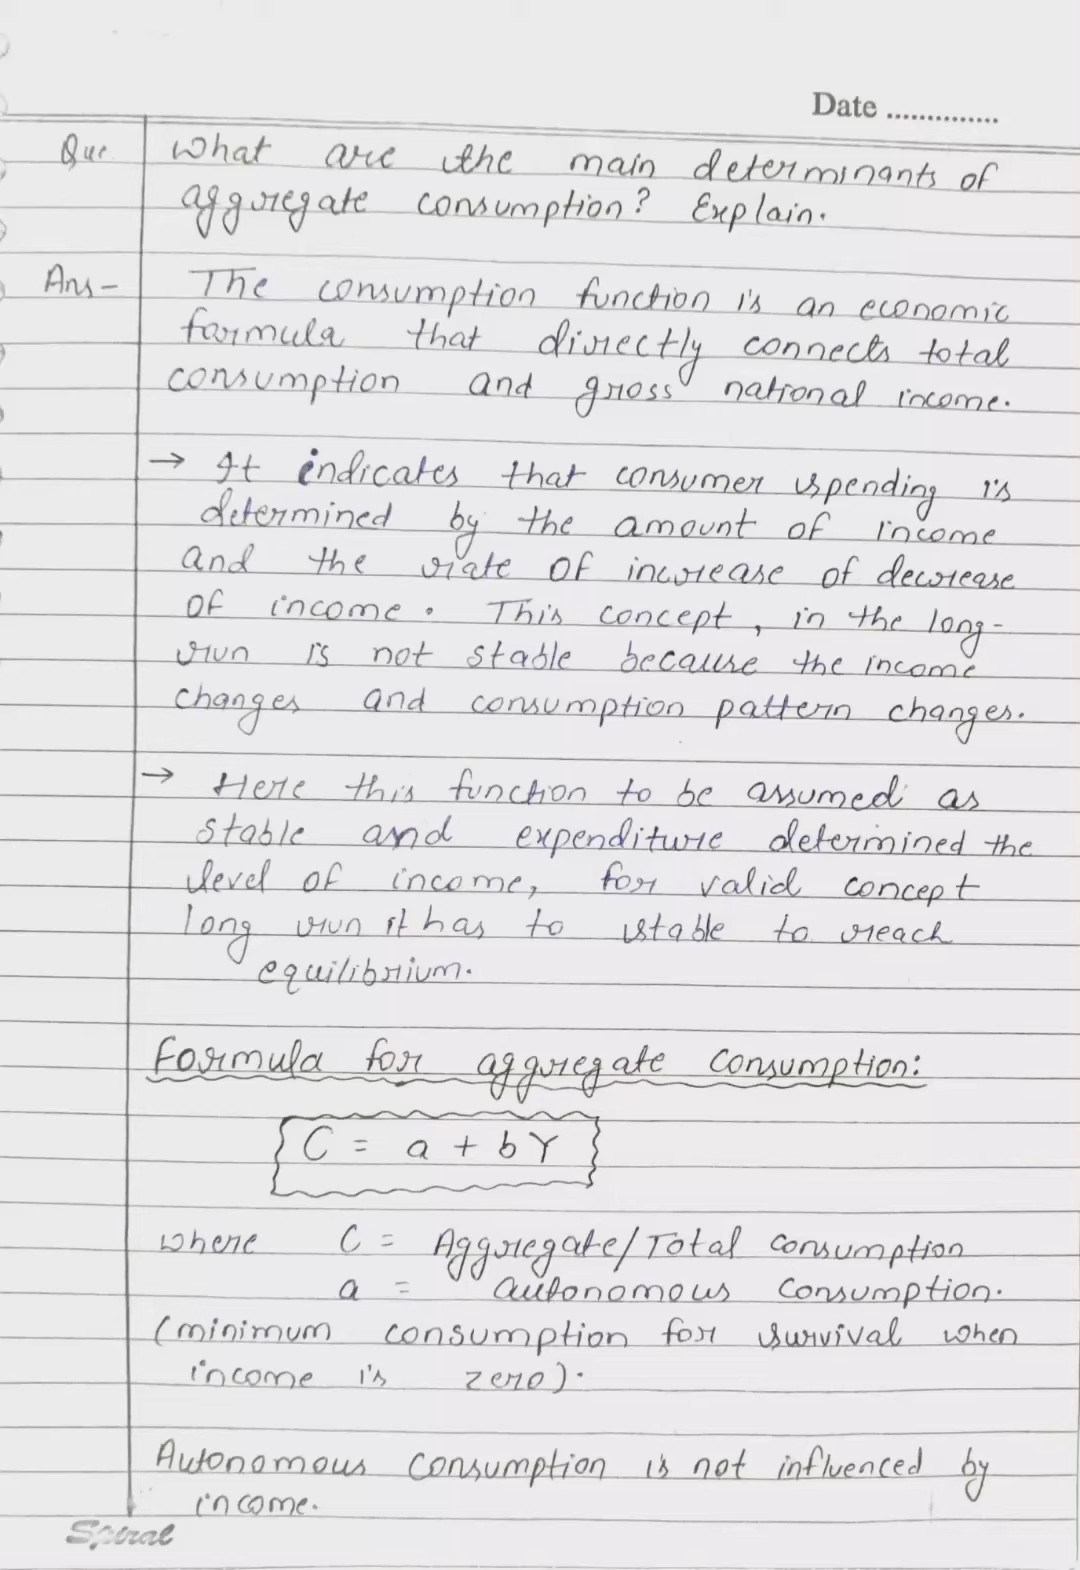 Date ..............
Que. What are the main determinants of
aggregate consumption? Explain.
Ans- The consumption function is an economic
formula that directly connects total
consumption and gross national income.
→ It indicates that consumer spending is
determined by the amount of income
and the rate of increase of decrease
of income. This concept, in the long-
run is not stable because the income
changes and consumption pattern changes.
→ Here this function to be assumed as
stable and expenditure determined the
level of income, for valid concept
long run it has to stable to reach
equilibrium.
Formula for aggregate consumption:
C = a + bY
where C = Aggregate/Total consumption
a = autonomous consumption.
(minimum consumption for survival when
income is zero).
Autonomous consumption is not influenced by
income.
Spiral